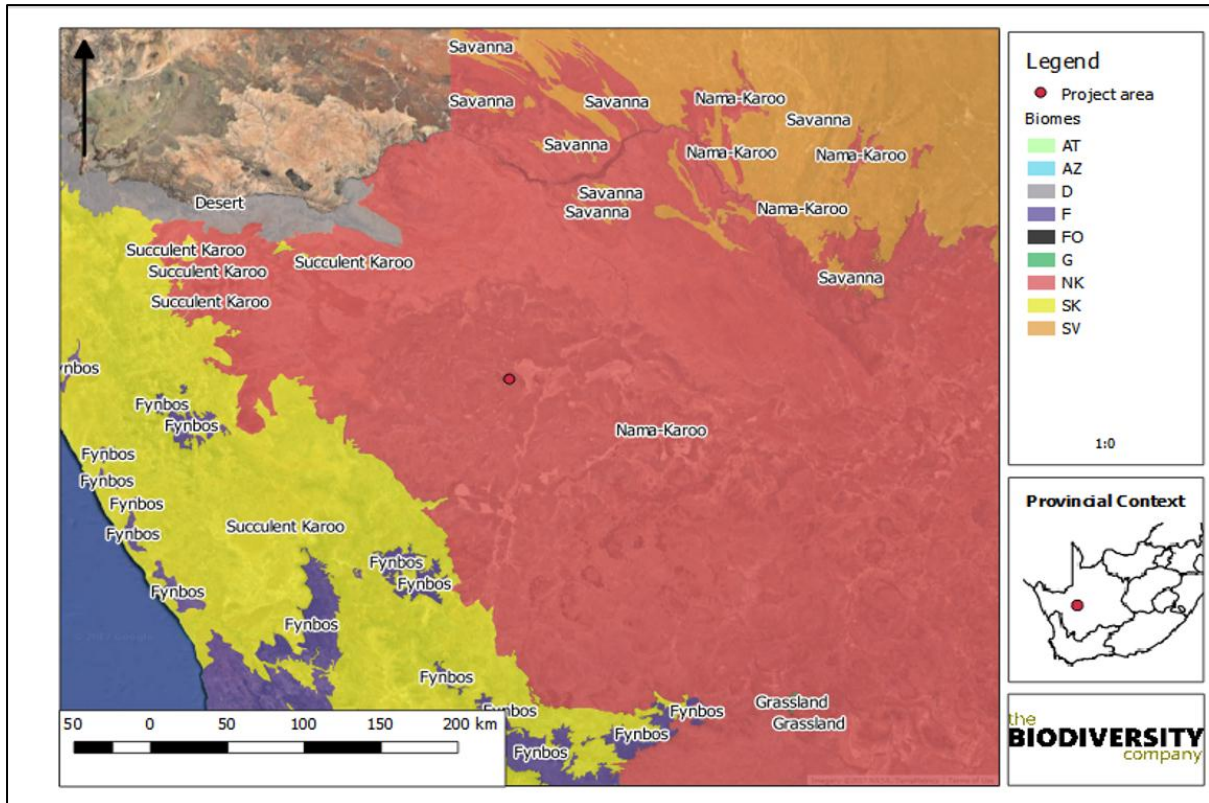 Savanna
Savanna
Savanna
Nama-Karoo
Savanna
Savanna
Nama-Karoo
Nama-Karoo
Savanna
Desert
Savanna
Nama-Karoo
Succulent Karoo
Succulent Karoo
Succulent Karoo
Savanna
Succulent Karoo
ynbos
Fynbos
Fynbos
Nama-Karoo
Fynbos
Fynbos
Fynbos
Succulent Karoo
Fynbos
Fynbos
Fynbos
Fynbos
Fynbos
Fynbos
Grassland
Fynbos
ynbos
Grassland
Fynbos
Fynbos
50 0 50 100 150 200 km
Legend
Project area
Biomes
AT
AZ
D
F
FO
G
NK
SK
SV
1:0
Provincial Context
the
BIODIVERSITY
company